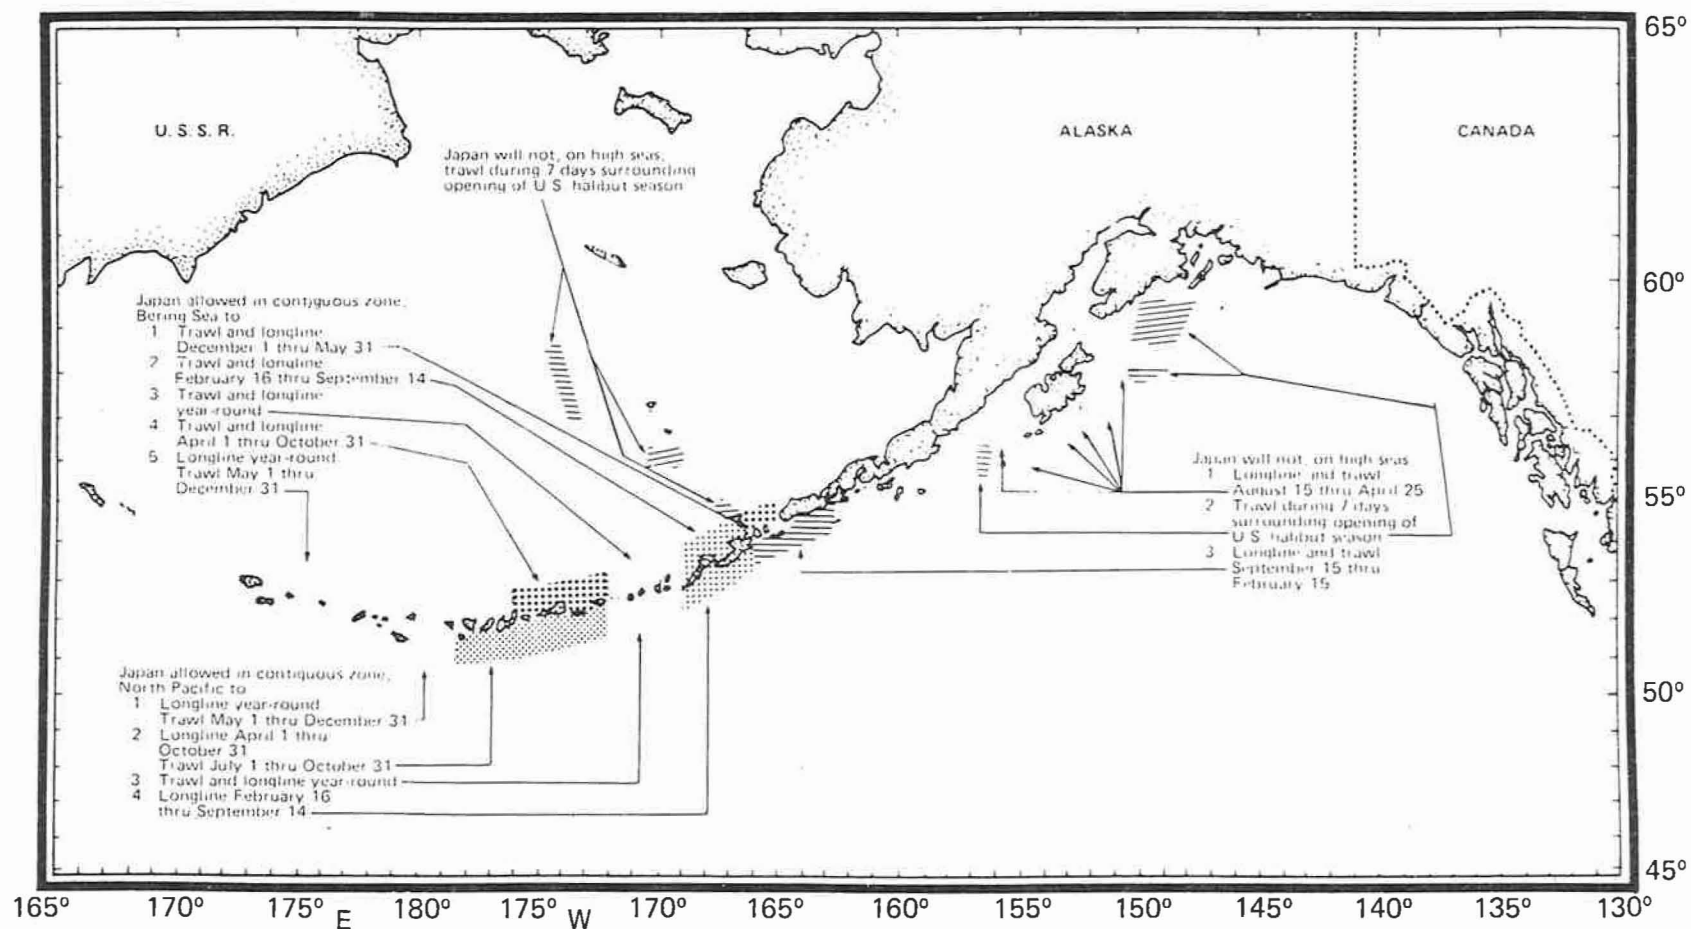 U.S.S.R.
ALASKA
CANADA
Japan will not, on high seas,
trawl during 7 days surrounding
opening of U.S. halibut season
Japan allowed in contiguous zone,
Bering Sea to
1 Trawl and longline
December 1 thru May 31
2 Trawl and longline
February 16 thru September 14
3 Trawl and longline
year-round
4 Trawl and longline
April 1 thru October 31
5 Longline year-round
Trawl May 1 thru
December 31
Japan will not, on high seas
1 Longline and trawl
August 15 thru April 25
2 Trawl during 7 days
surrounding opening of
U.S. halibut season
3 Longline and trawl
September 15 thru
February 15
Japan allowed in contiguous zone,
North Pacific to
1 Longline year-round
Trawl May 1 thru December 31
2 Longline April 1 thru
October 31
Trawl July 1 thru October 31
3 Trawl and longline year-round
4 Longline February 16
thru September 14
65°
60°
55°
50°
45°
165° 170° 175° E 180° 175° W 170° 165° 160° 155° 150° 145° 140° 135° 130°